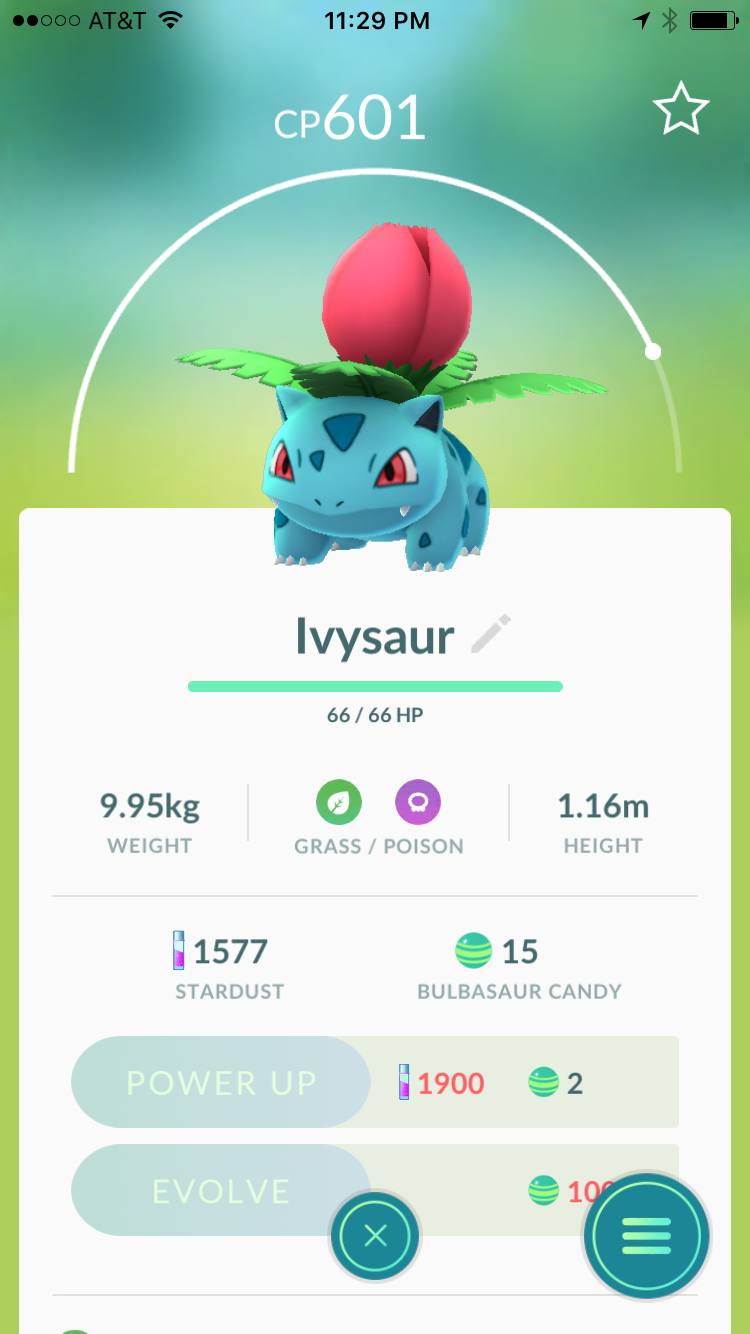 AT&T 11:29 PM
CP601
Ivysaur
66 / 66 HP
9.95kg 1.16m
WEIGHT GRASS / POISON HEIGHT
1577 15
STARDUST BULBASAUR CANDY
POWER UP 1900 2
EVOLVE